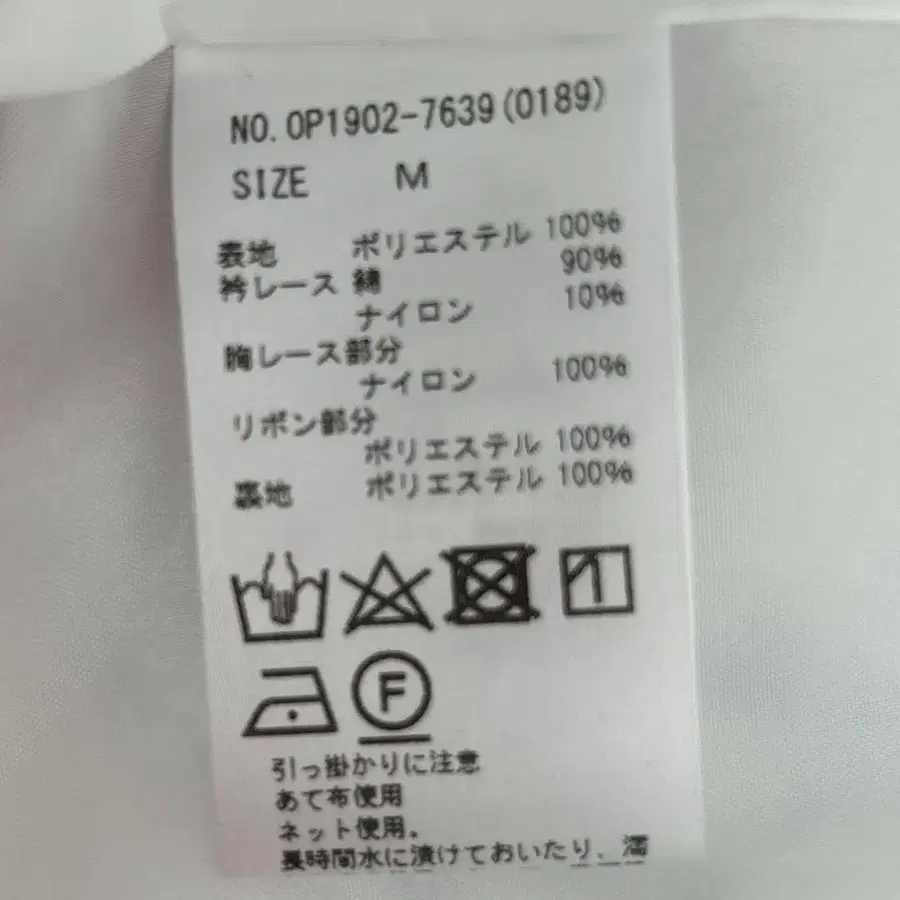 NO.OP1902-7639(0189)
SIZE M
表地 ポリエステル 100%
衿レース 綿 90%
ナイロン 10%
胸レース部分
ナイロン 100%
リボン部分
ポリエステル 100%
裏地 ポリエステル 100%
F
引っ掛かりに注意
あて布使用
ネット使用。
長時間水に漬けておいたり、濡